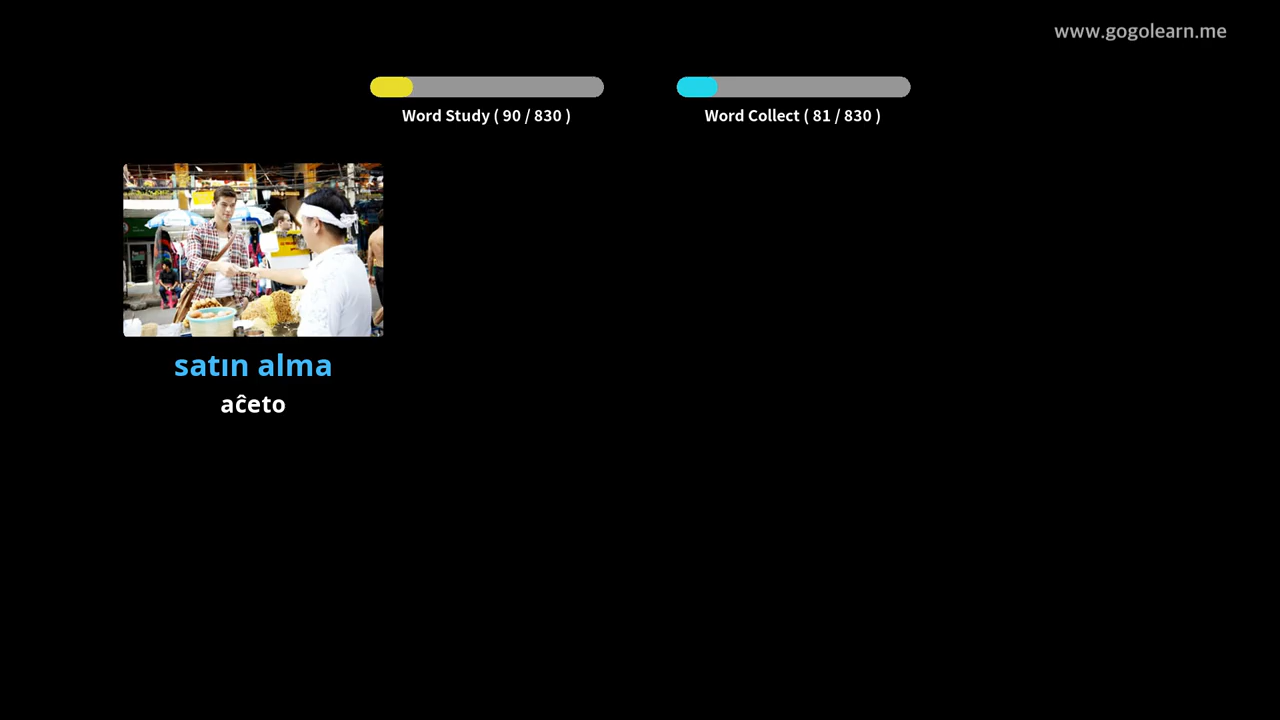 www.gogolearn.me
Word Study ( 90 / 830 )
Word Collect ( 81 / 830 )
satın alma
aĉeto